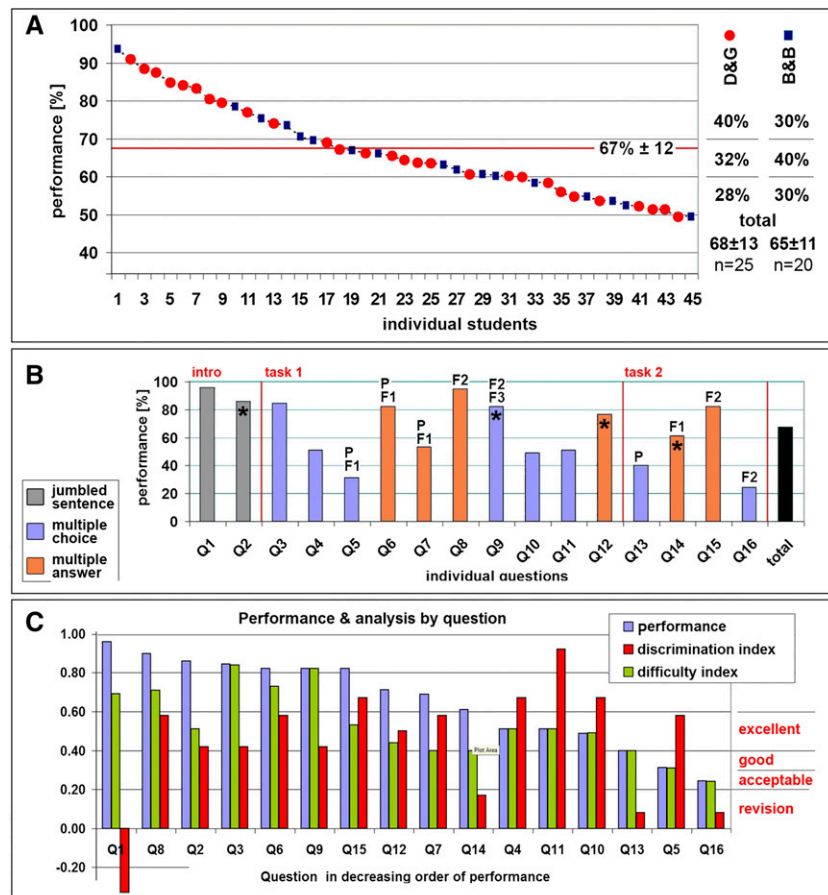 A
performance [%]
100
90
80
70
60
50
40
67% ± 12
1 3 5 7 9 11 13 15 17 19 21 23 25 27 29 31 33 35 37 39 41 43 45
individual students
D&G B&B
40% 30%
32% 40%
28% 30%
total
68±13 65±11
n=25 n=20
B
intro task 1 task 2
performance [%]
100
80
60
40
20
0
*
P
F1
P
F1
P
F1
F2
F2
F3
*
*
P
F1
*
F2
F2
Q1 Q2 Q3 Q4 Q5 Q6 Q7 Q8 Q9 Q10 Q11 Q12 Q13 Q14 Q15 Q16 total
individual questions
jumbled
sentence
multiple
choice
multiple
answer
C
Performance & analysis by question
performance
discrimination index
difficulty index
1.00
0.80
0.60
0.40
0.20
0.00
-0.20
Plot Area
excellent
good
acceptable
revision
Q1 Q8 Q2 Q3 Q6 Q9 Q15 Q12 Q7 Q14 Q4 Q11 Q10 Q13 Q5 Q16
Question in decreasing order of performance